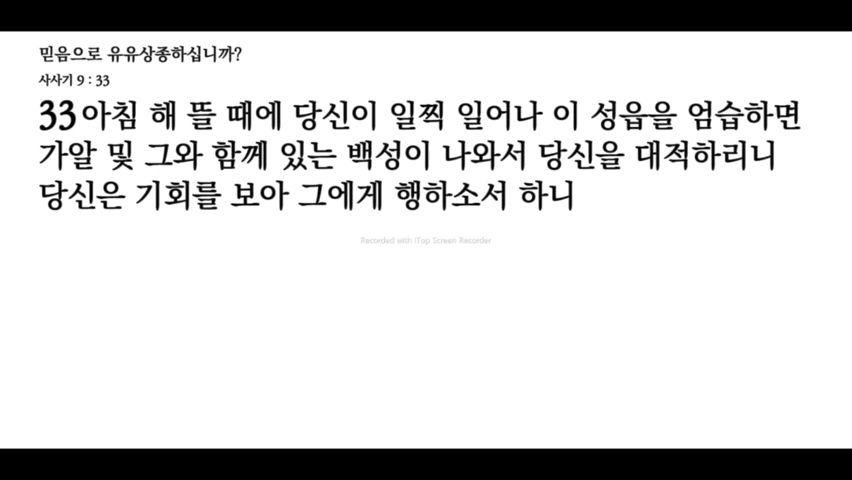 믿음으로 유유상종하십니까?
사사기 9 : 33
33 아침 해 뜰 때에 당신이 일찍 일어나 이 성읍을 엄습하면
가알 및 그와 함께 있는 백성이 나와서 당신을 대적하리니
당신은 기회를 보아 그에게 행하소서 하니
Recorded with iTop Screen Recorder